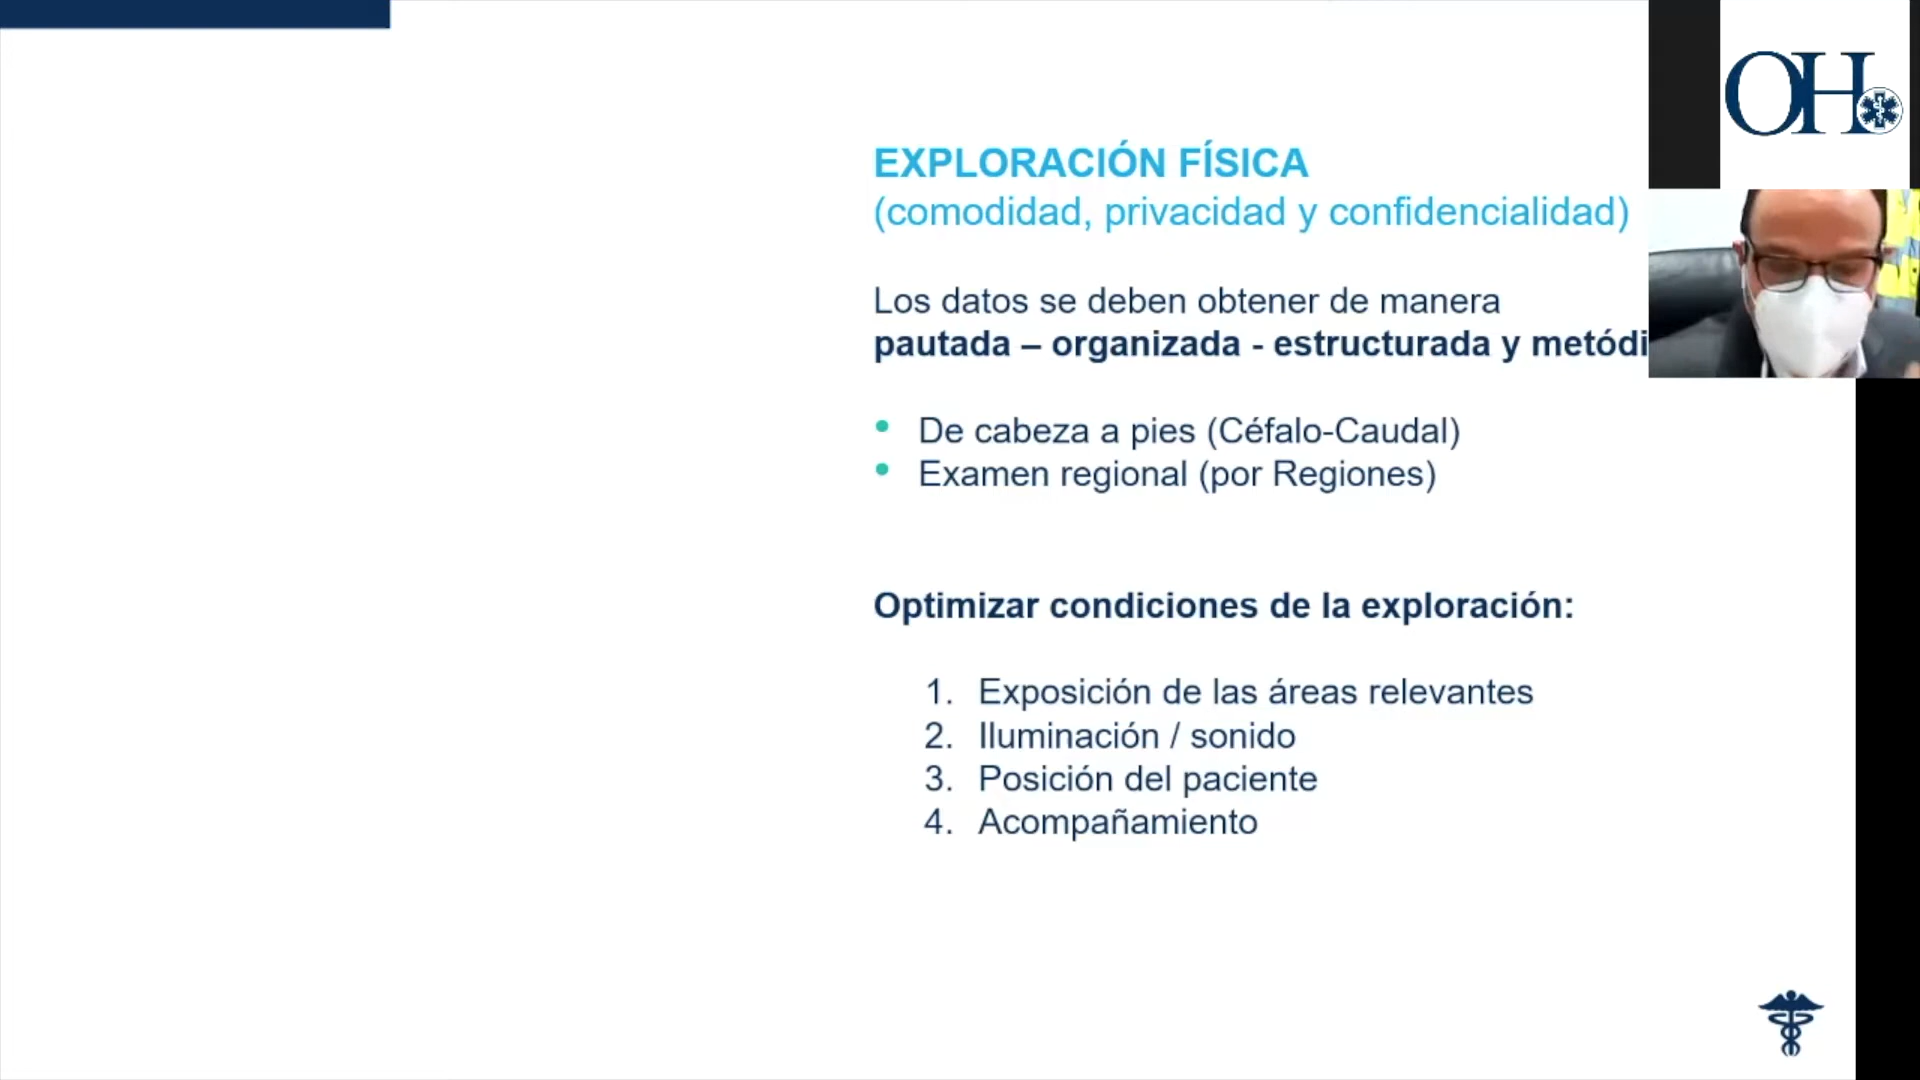 OH
EXPLORACIÓN FÍSICA
(comodidad, privacidad y confidencialidad)
Los datos se deben obtener de manera
pautada – organizada - estructurada y metódi
• De cabeza a pies (Céfalo-Caudal)
• Examen regional (por Regiones)
Optimizar condiciones de la exploración:
1. Exposición de las áreas relevantes
2. Iluminación / sonido
3. Posición del paciente
4. Acompañamiento